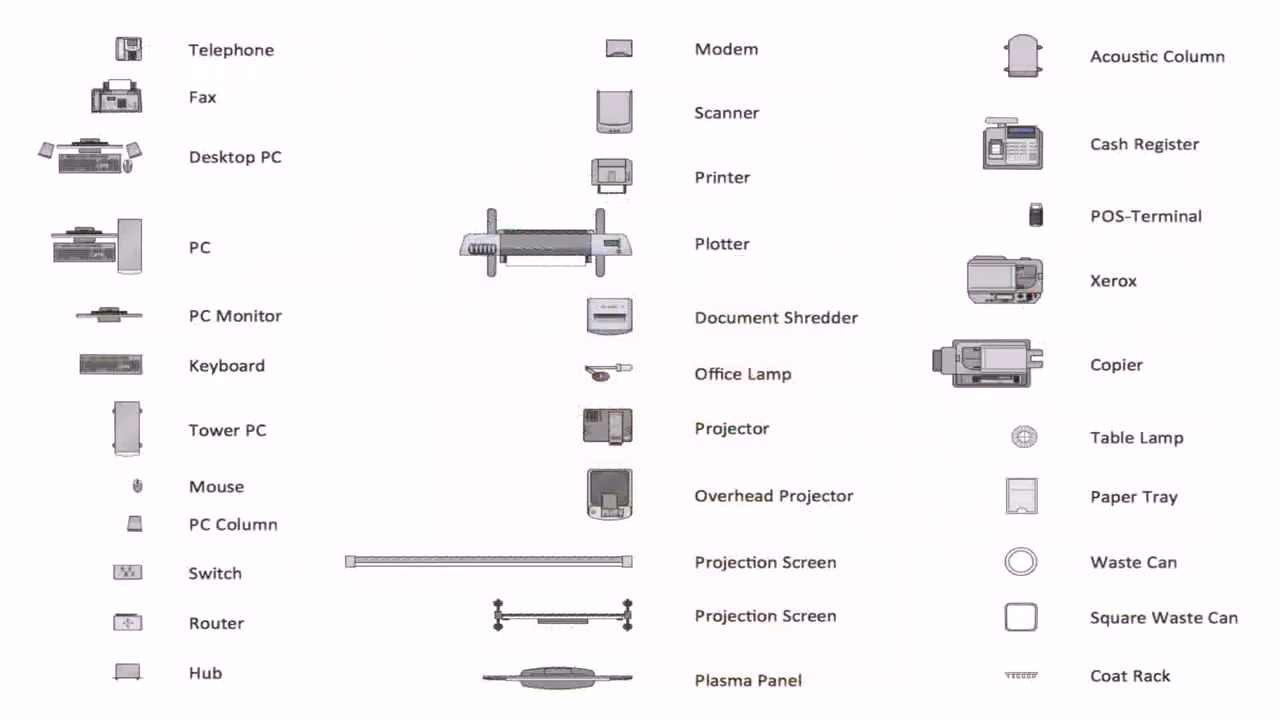 Telephone
Fax
Desktop PC
PC
PC Monitor
Keyboard
Tower PC
Mouse
PC Column
Switch
Router
Hub
Modem
Scanner
Printer
Plotter
Document Shredder
Office Lamp
Projector
Overhead Projector
Projection Screen
Projection Screen
Plasma Panel
Acoustic Column
Cash Register
POS-Terminal
Xerox
Copier
Table Lamp
Paper Tray
Waste Can
Square Waste Can
Coat Rack